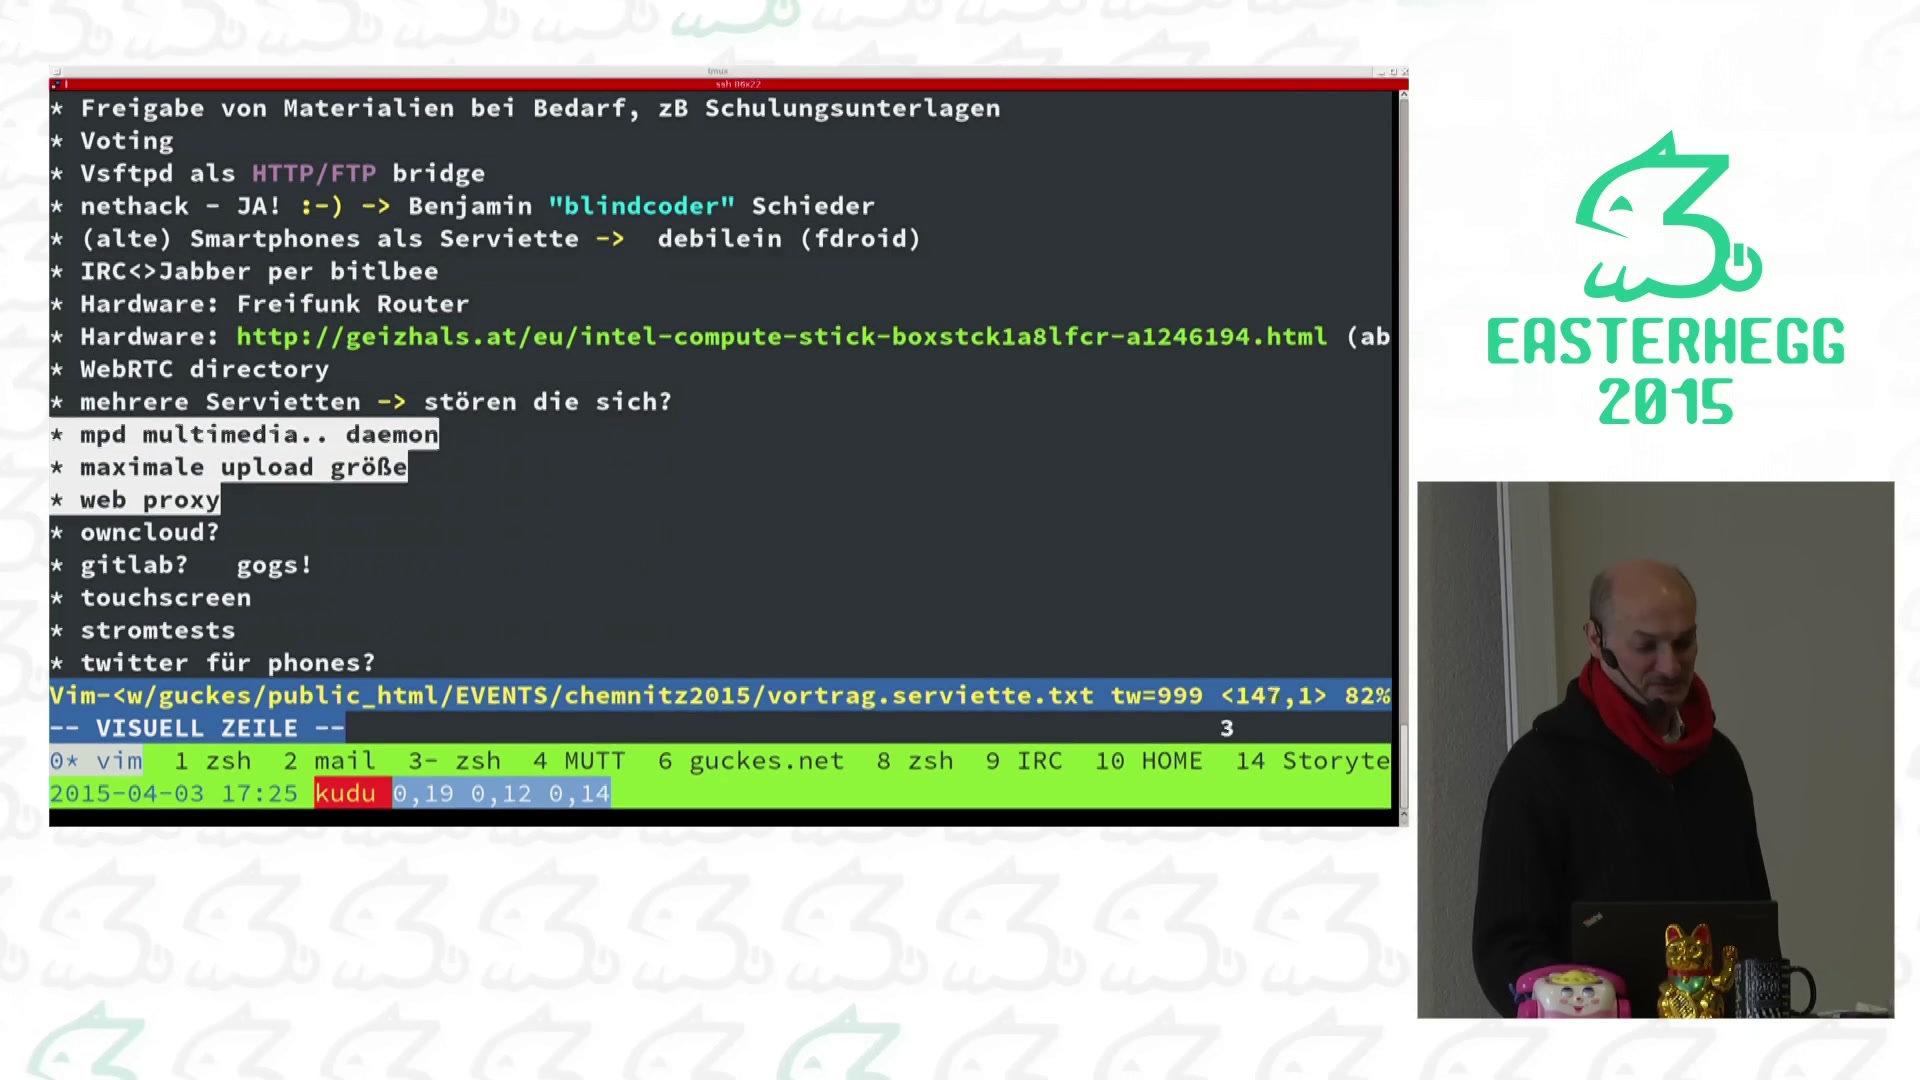 tmux
ssh 86x22
* Freigabe von Materialien bei Bedarf, zB Schulungsunterlagen
* Voting
* Vsftpd als HTTP/FTP bridge
* nethack - JA! :-) -> Benjamin "blindcoder" Schieder
* (alte) Smartphones als Serviette ->  debilein (fdroid)
* IRC<>Jabber per bitlbee
* Hardware: Freifunk Router
* Hardware: http://geizhals.at/eu/intel-compute-stick-boxstck1a8lfcr-a1246194.html (ab
* WebRTC directory
* mehrere Servietten -> stören die sich?
* mpd multimedia.. daemon
* maximale upload größe
* web proxy
* owncloud?
* gitlab?   gogs!
* touchscreen
* stromtests
* twitter für phones?
Vim-<w/guckes/public_html/EVENTS/chemnitz2015/vortrag.serviette.txt tw=999 <147,1> 82%
-- VISUELL ZEILE -- 3
0* vim  1 zsh  2 mail  3- zsh  4 MUTT  6 guckes.net  8 zsh  9 IRC  10 HOME  14 Storyte
2015-04-03 17:25 kudu 0,19 0,12 0,14
EASTERHEGG
2015
ThinkPad